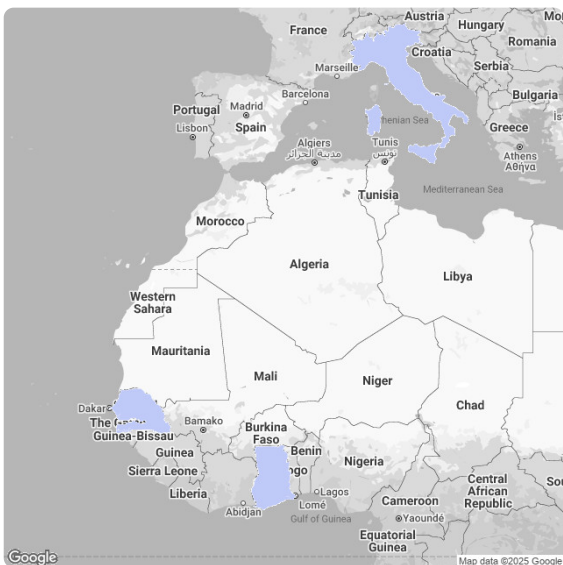 Austria
France
Hungary
Croatia
Romania
Serbia
Marseille
Barcelona
Bulgaria
Portugal
Madrid
Lisbon
Spain
Greece
Algiers
مدينة الجزائر
Tunis
تونس
Athens
Αθήνα
Mediterranean Sea
Tunisia
Morocco
Algeria
Libya
Western
Sahara
Mauritania
Mali
Niger
Chad
Dakar
Guinea-Bissau
Bamako
Burkina
Faso
Guinea
Benin
Nigeria
Sierra Leone
Liberia
Lagos
Lomé
Abidjan
Gulf of Guinea
Central
African
Republic
Cameroon
Yaoundé
Equatorial
Guinea
Google
Map data ©2025 Google